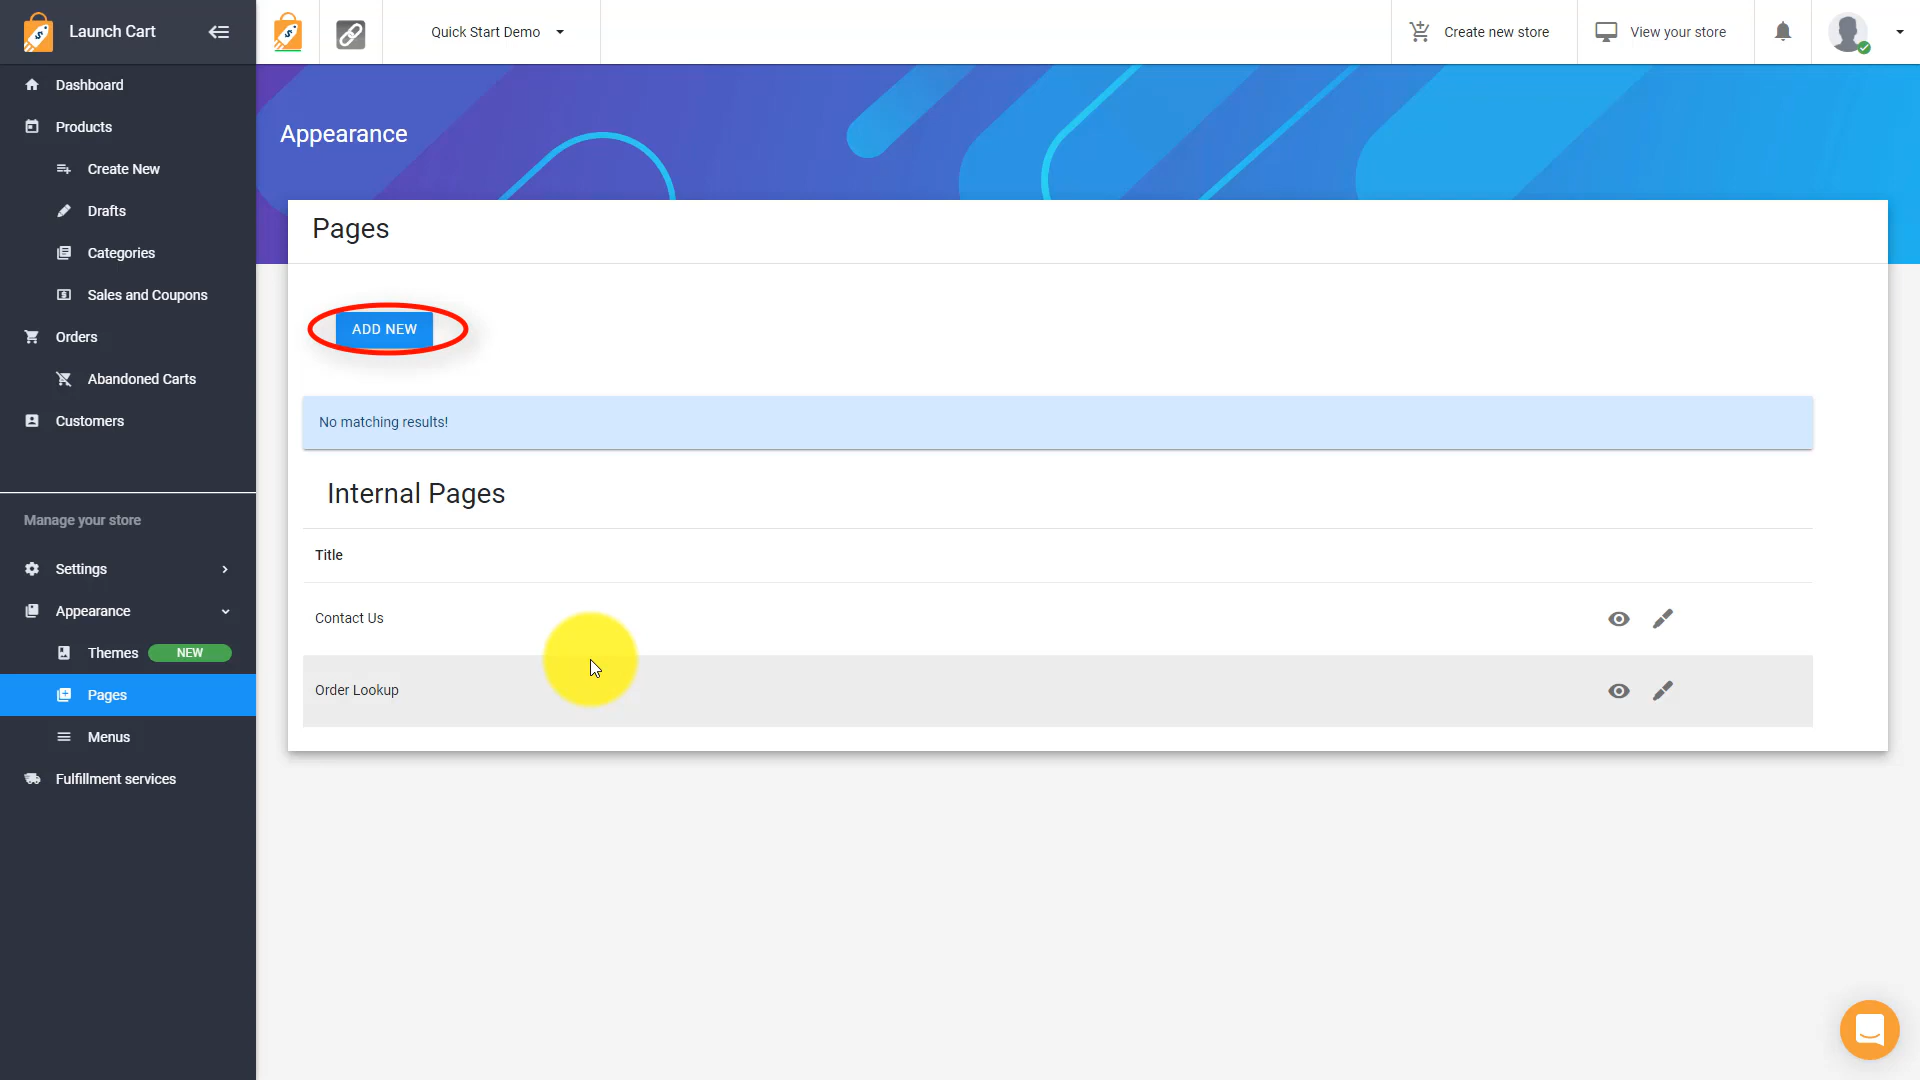 Launch Cart
Quick Start Demo
Create new store
View your store
Dashboard
Products
Create New
Drafts
Categories
Sales and Coupons
Orders
Abandoned Carts
Customers
Manage your store
Settings
Appearance
Themes NEW
Pages
Menus
Fulfillment services
Appearance
Pages
ADD NEW
No matching results!
Internal Pages
Title
Contact Us
Order Lookup